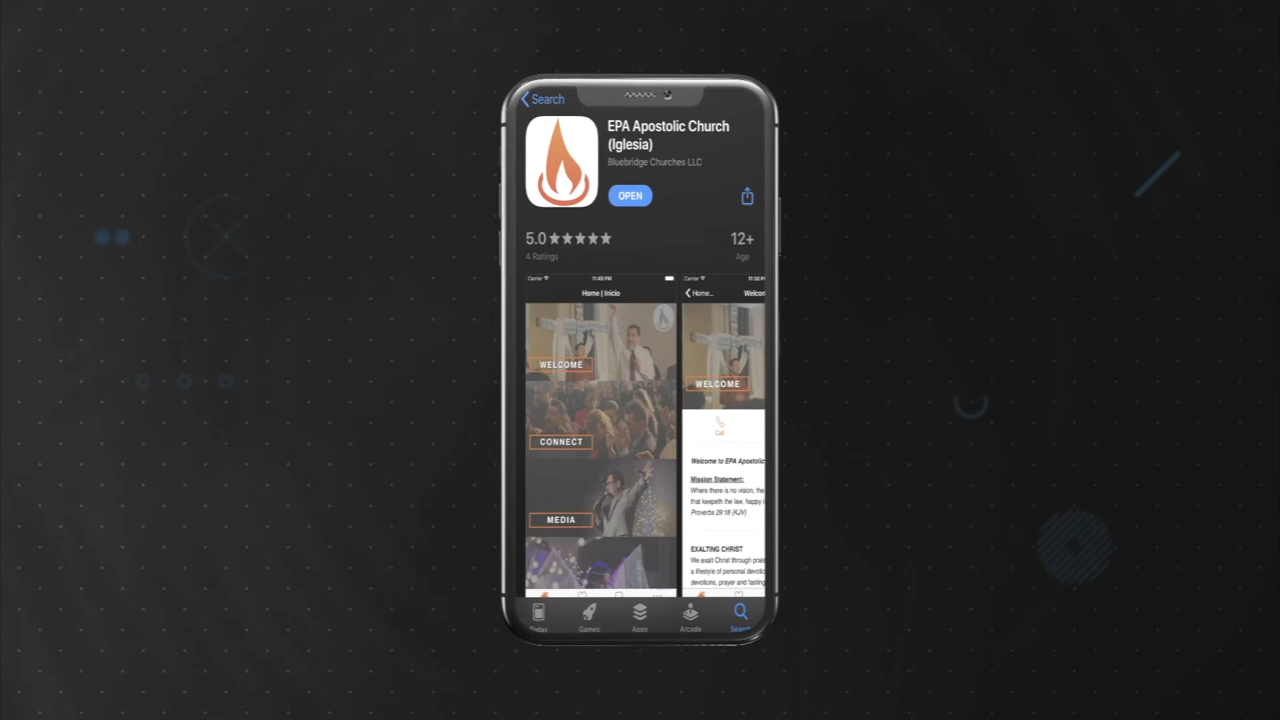 Search
EPA Apostolic Church
(Iglesia)
Bluebridge Churches LLC
OPEN
5.0★★★★★
12+
4 Ratings
Age
Carrier
11:49 PM
Home | Inicio
WELCOME
CONNECT
MEDIA
Carrier
11:50 PM
Home...
Welcom
WELCOME
Call
Welcome to EPA Apostolic
Mission Statement:
Where there is no vision, the
that keepeth the law, happy i
Proverbs 29:18 (KJV)
EXALTING CHRIST
We exalt Christ through prais
a lifestyle of personal devotio
devotions, prayer and fasting
Today
Games
Apps
Arcade
Search